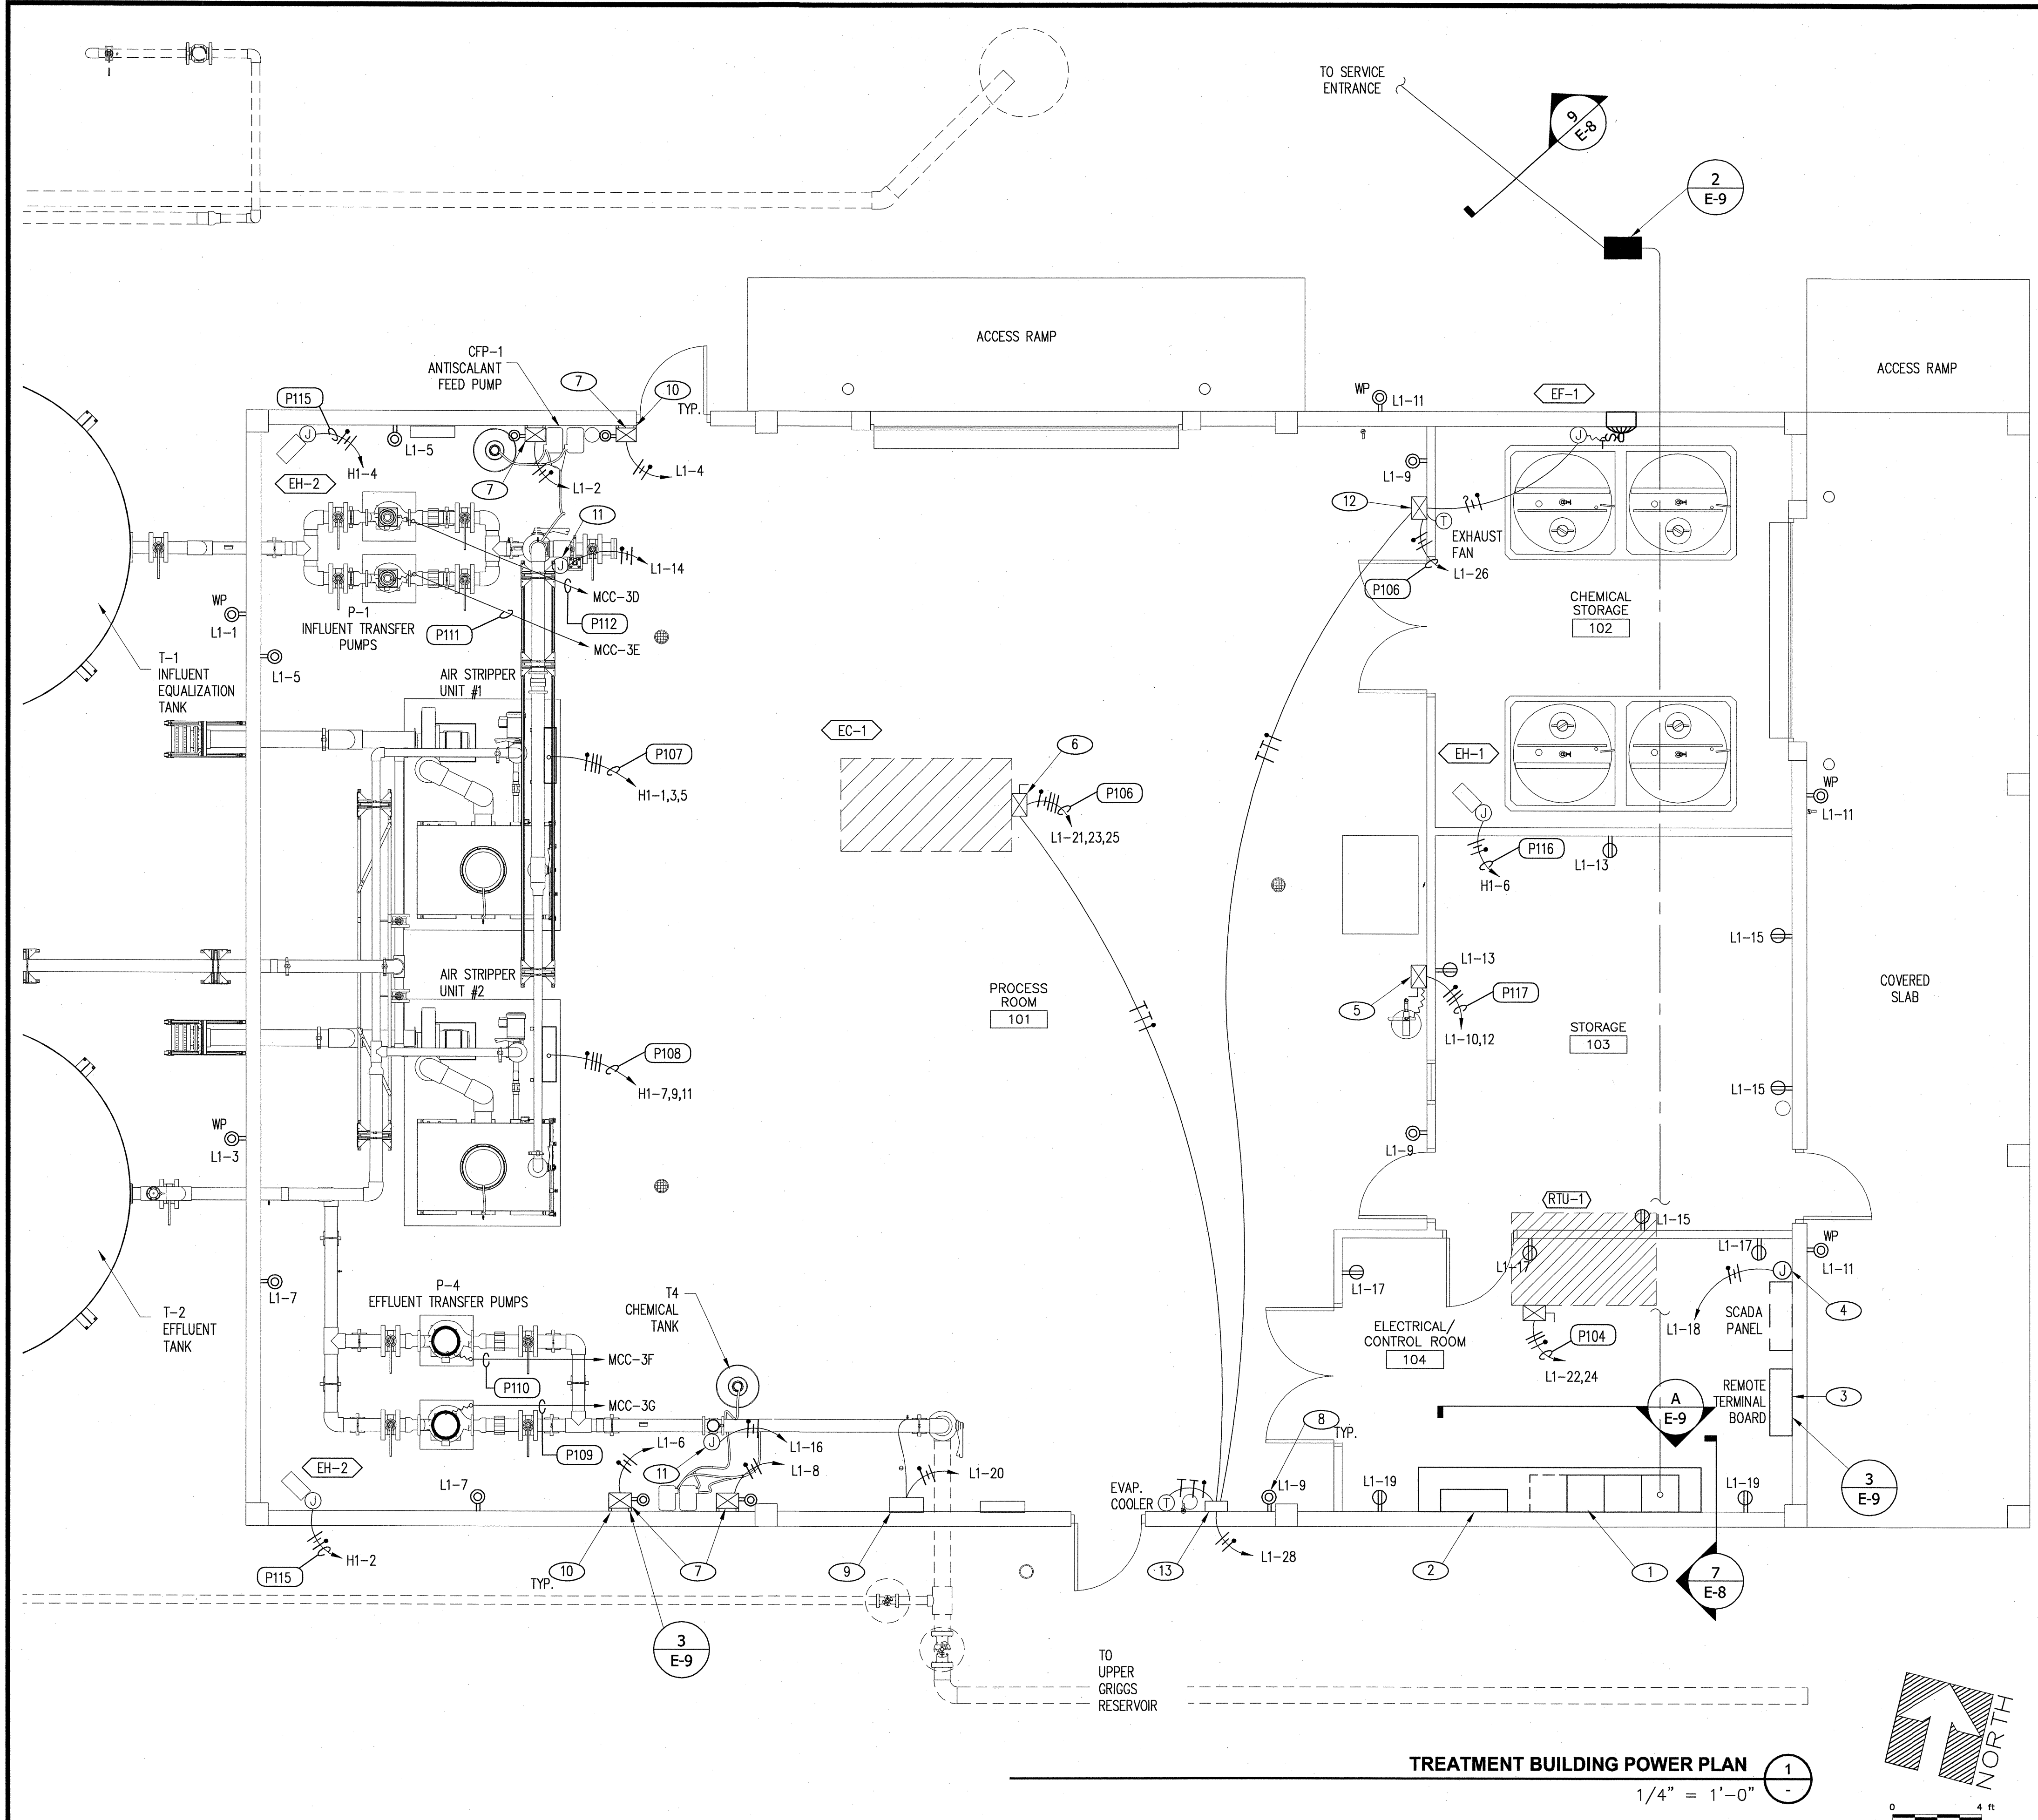 TO SERVICE
ENTRANCE
9
E-8
2
E-9
ACCESS RAMP
ACCESS RAMP
CFP-1
ANTISCALANT
FEED PUMP
7
10
TYP.
P115
WP
L1-11
EF-1
L1-5
H1-4
EH-2
L1-4
7
L1-2
L1-9
12
11
EXHAUST
FAN
L1-14
L1-26
P106
MCC-3D
WP
L1-1
P-1
INFLUENT TRANSFER
PUMPS
P111
P112
MCC-3E
CHEMICAL
STORAGE
102
T-1
INFLUENT
EQUALIZATION
TANK
L1-5
AIR STRIPPER
UNIT #1
EC-1
6
P107
H1-1,3,5
P106
L1-21,23,25
EH-1
WP
L1-11
P116
L1-13
H1-6
L1-15
AIR STRIPPER
UNIT #2
L1-13
PROCESS
ROOM
101
5
P117
L1-10,12
COVERED
SLAB
STORAGE
103
P108
H1-7,9,11
L1-15
WP
L1-3
L1-9
RTU-1
L1-15
L1-17
L1-17
WP
L1-11
L1-7
P-4
EFFLUENT TRANSFER PUMPS
T4
CHEMICAL
TANK
L1-17
T-2
EFFLUENT
TANK
ELECTRICAL/
CONTROL ROOM
104
P104
L1-22,24
L1-18
SCADA
PANEL
4
MCC-3F
P110
MCC-3G
A
E-9
REMOTE
TERMINAL
BOARD
3
8
TYP.
L1-6
P109
11
L1-16
L1-8
EH-2
L1-20
L1-7
EVAP.
COOLER
L1-9
L1-19
L1-19
3
E-9
P115
H1-2
L1-28
TYP.
10
7
9
13
2
1
7
E-8
3
E-9
TO
UPPER
GRIGGS
RESERVOIR
NORTH
TREATMENT BUILDING POWER PLAN
1
-
1/4" = 1'-0"
0 4 ft
J
J
J
J
J
J
J
T
T